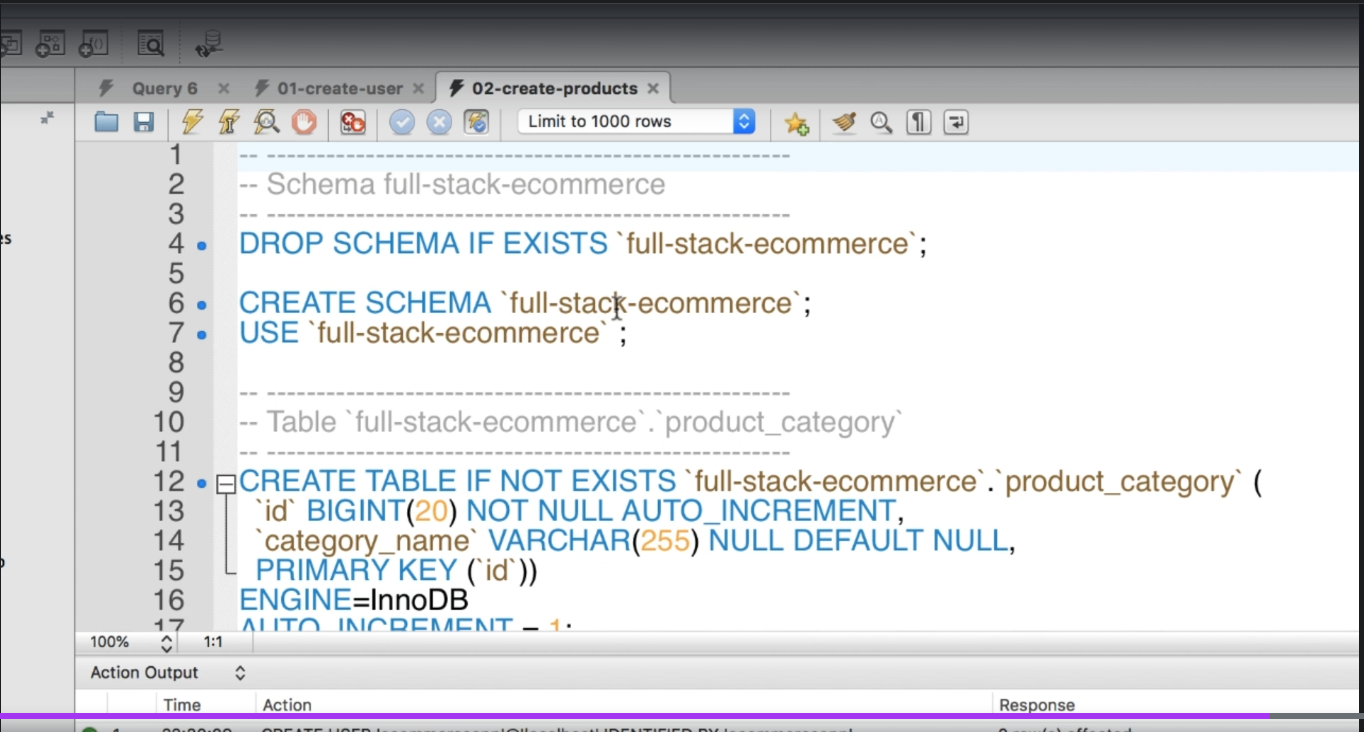 Query 6 01-create-user 02-create-products
Limit to 1000 rows
1 -- -----------------------------------------------------
2 -- Schema full-stack-ecommerce
3 -- -----------------------------------------------------
4 DROP SCHEMA IF EXISTS `full-stack-ecommerce`;
5
6 CREATE SCHEMA `full-stack-ecommerce`;
7 USE `full-stack-ecommerce` ;
8
9 -- -----------------------------------------------------
10 -- Table `full-stack-ecommerce`.`product_category`
11 -- -----------------------------------------------------
12 CREATE TABLE IF NOT EXISTS `full-stack-ecommerce`.`product_category` (
13 `id` BIGINT(20) NOT NULL AUTO_INCREMENT,
14 `category_name` VARCHAR(255) NULL DEFAULT NULL,
15 PRIMARY KEY (`id`))
16 ENGINE=InnoDB
17 AUTO_INCREMENT = 1;
100% 1:1
Action Output
Time Action Response